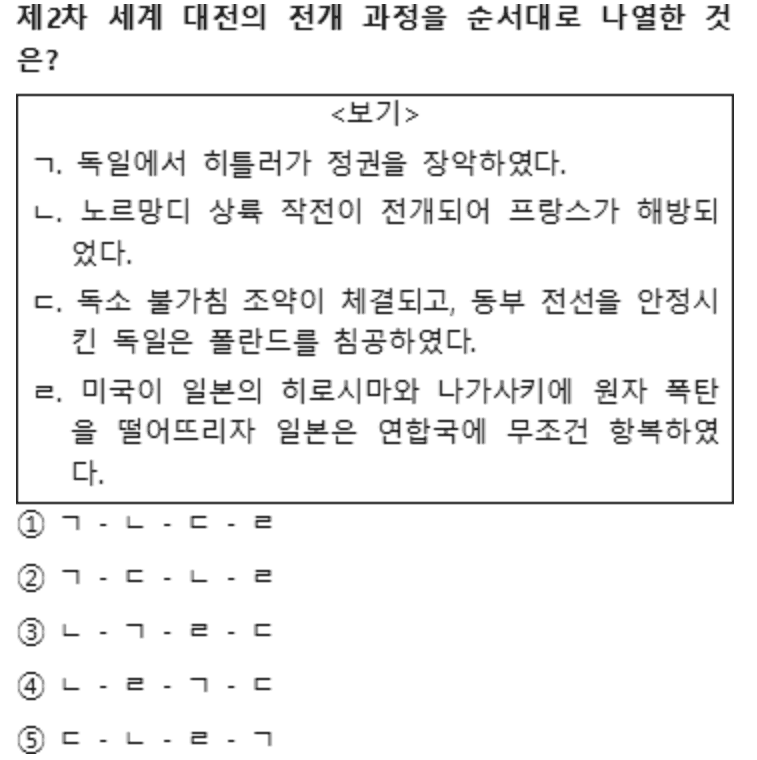 제2차 세계 대전의 전개 과정을 순서대로 나열한 것
은?
<보기>
ㄱ. 독일에서 히틀러가 정권을 장악하였다.
ㄴ. 노르망디 상륙 작전이 전개되어 프랑스가 해방되
었다.
ㄷ. 독소 불가침 조약이 체결되고, 동부 전선을 안정시
킨 독일은 폴란드를 침공하였다.
ㄹ. 미국이 일본의 히로시마와 나가사키에 원자 폭탄
을 떨어뜨리자 일본은 연합국에 무조건 항복하였
다.
① ㄱ - ㄴ - ㄷ - ㄹ
② ㄱ - ㄷ - ㄴ - ㄹ
③ ㄴ - ㄱ - ㄹ - ㄷ
④ ㄴ - ㄹ - ㄱ - ㄷ
⑤ ㄷ - ㄴ - ㄹ - ㄱ